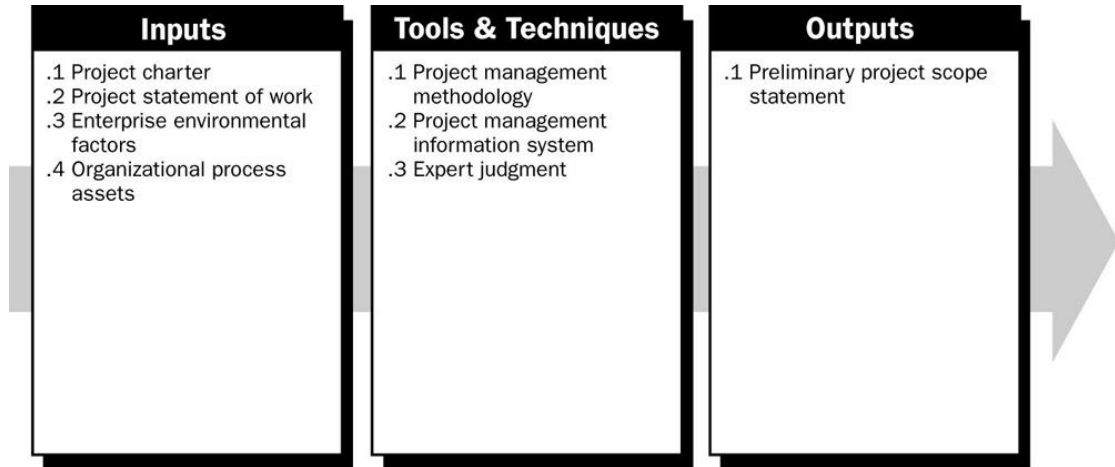 Inputs
.1 Project charter
.2 Project statement of work
.3 Enterprise environmental
factors
.4 Organizational process
assets
Tools & Techniques
.1 Project management
methodology
.2 Project management
information system
.3 Expert judgment
Outputs
.1 Preliminary project scope
statement